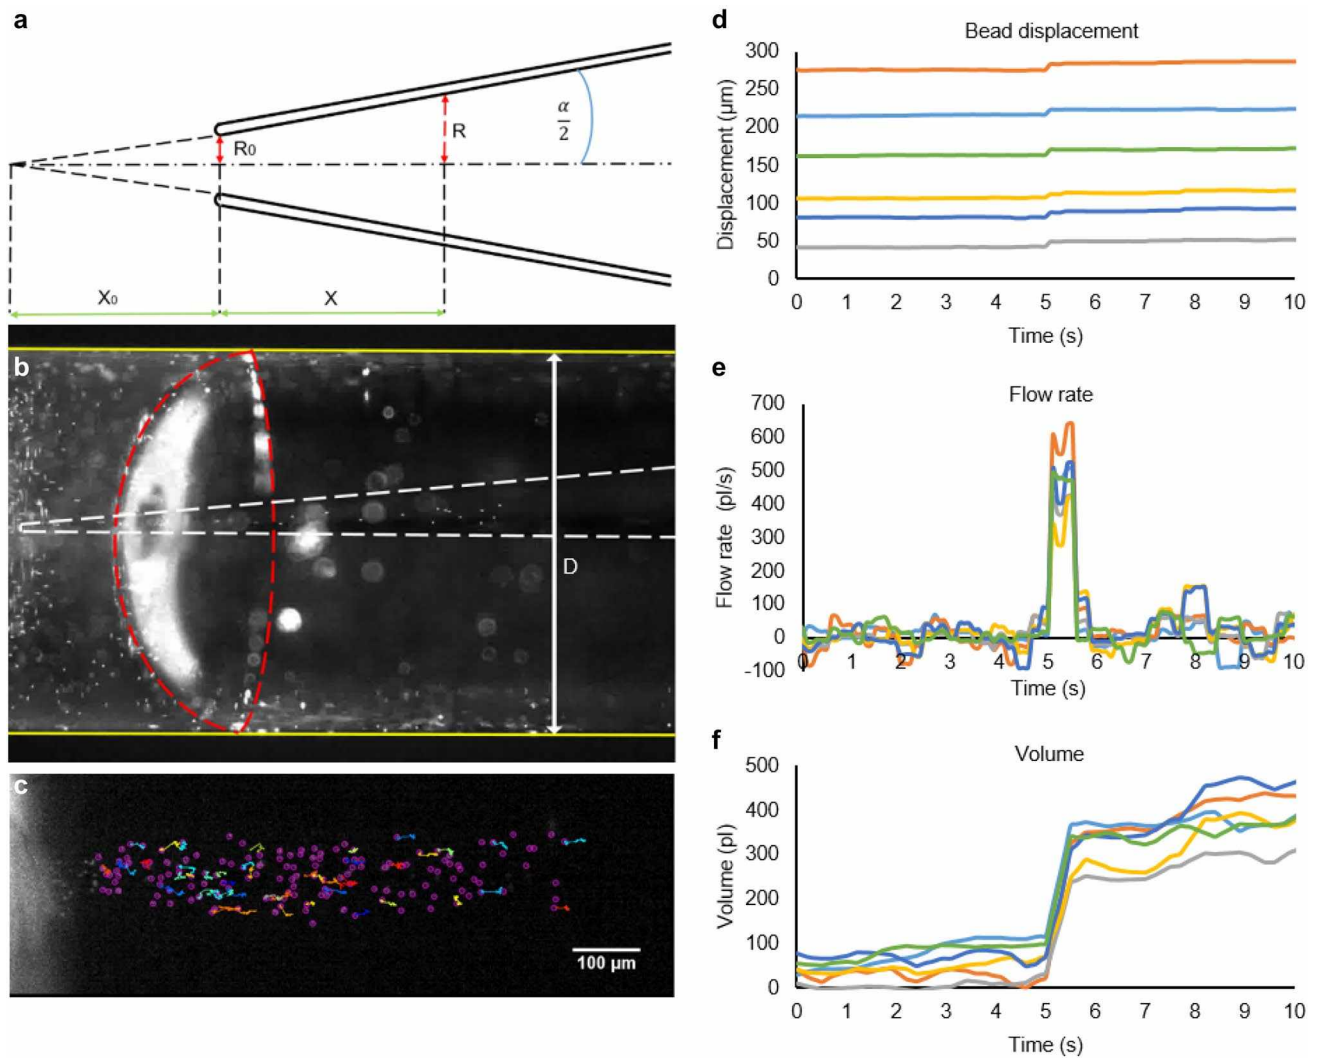 a
R₀
R
α
2
X₀
X
b
D
c
100 µm
d
Bead displacement
Displacement (µm)
300
250
200
150
100
50
0
0 1 2 3 4 5 6 7 8 9 10
Time (s)
e
Flow rate
Flow rate (pl/s)
700
600
500
400
300
200
100
0
-100
0 1 2 3 4 5 6 7 8 9 10
Time (s)
f
Volume
Volume (pl)
500
400
300
200
100
0
0 1 2 3 4 5 6 7 8 9 10
Time (s)